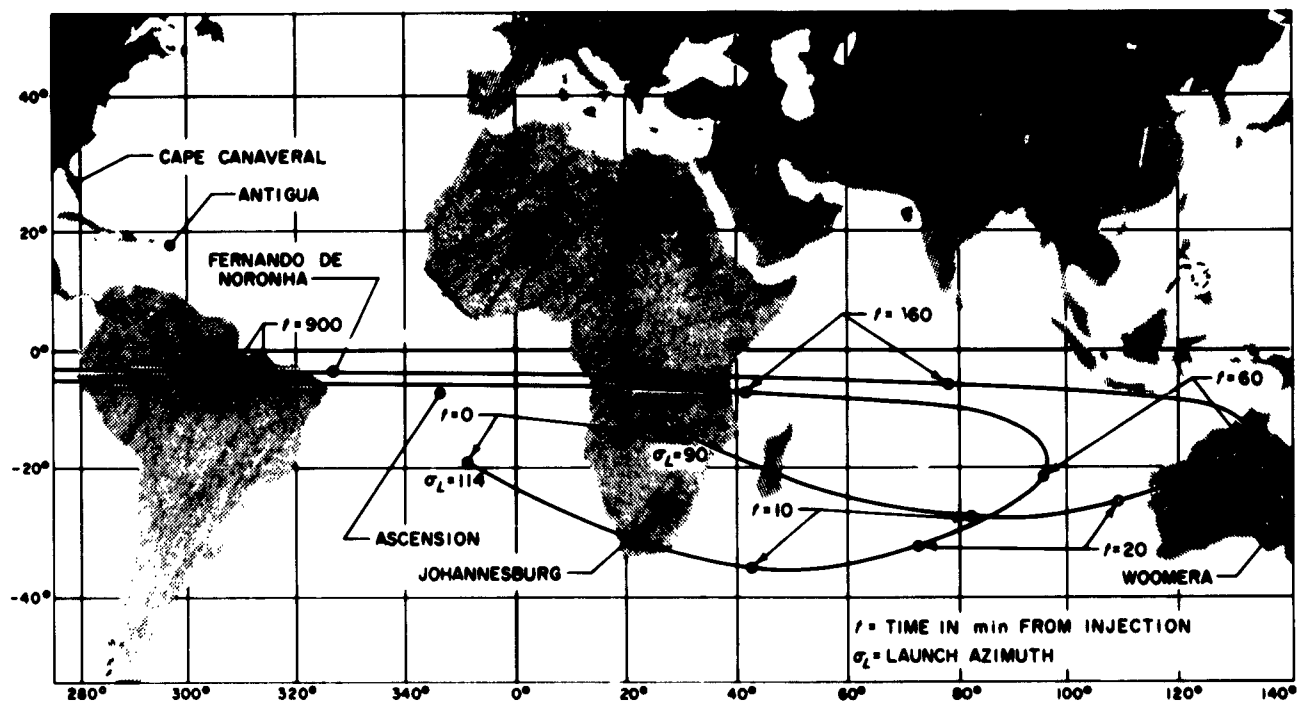 40°
CAPE CANAVERAL
ANTIGUA
20°
FERNANDO DE
NORONHA
t=900
t=160
0°
t=60
t=0
σL=90
-20°
σL=114
t=10
ASCENSION
t=20
JOHANNESBURG
WOOMERA
-40°
t = TIME IN min FROM INJECTION
σL= LAUNCH AZIMUTH
280° 300° 320° 340° 0° 20° 40° 60° 80° 100° 120° 140°